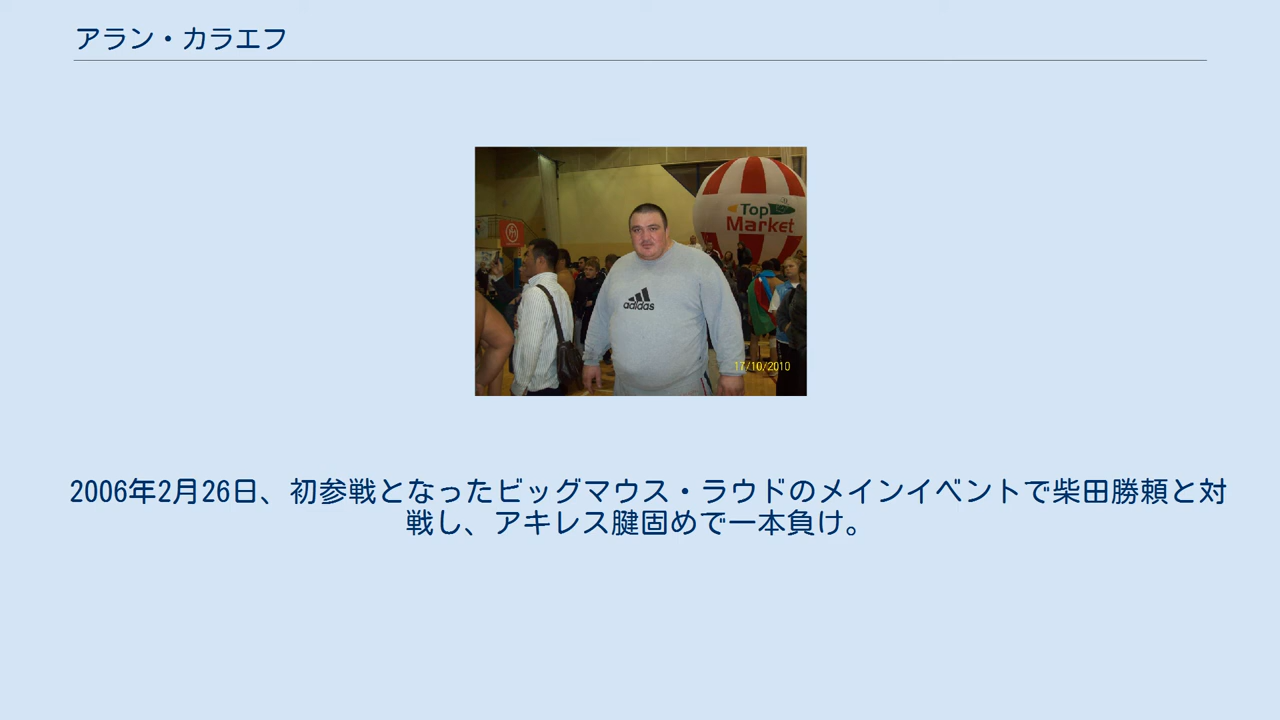 アラン・カラエフ
Top
Market
adidas
17/10/2010
2006年2月26日、初参戦となったビッグマウス・ラウドのメインイベントで柴田勝頼と対
戦し、アキレス腱固めで一本負け。